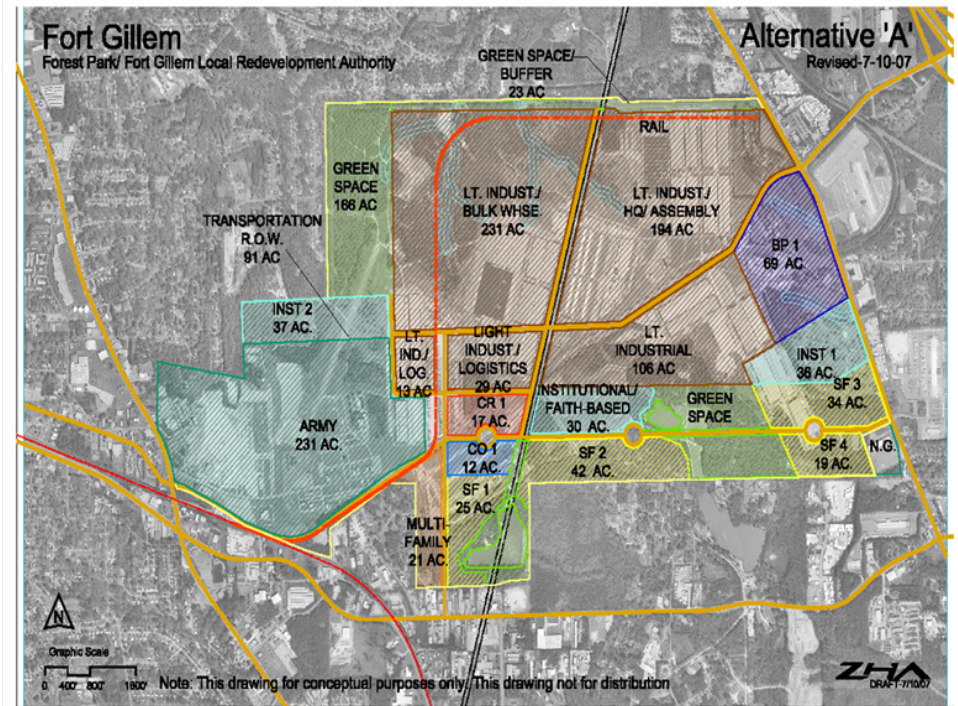 Fort Gillem
Forest Park/ Fort Gillem Local Redevelopment Authority
Alternative 'A'
Revised-7-10-07
GREEN SPACE/
BUFFER
23 AC
RAIL
GREEN
SPACE
166 AC
LT. INDUST./
BULK WHSE.
231 AC
LT. INDUST./
HQ/ ASSEMBLY
194 AC
TRANSPORTATION
R.O.W.
91 AC
BP 1
69 AC.
INST 2
37 AC.
LT.
IND./
LOG.
13 AC
LIGHT
INDUST./
LOGISTICS
29 AC
LT.
INDUSTRIAL
106 AC
INST 1
36 AC.
SF 3
34 AC.
INSTITUTIONAL/
FAITH-BASED
30 AC.
GREEN
SPACE
CR 1
17 AC.
ARMY
231 AC.
CO 1
12 AC.
SF 2
42 AC.
SF 4
19 AC.
N.G.
SF 1
25 AC.
MULTI-
FAMILY
21 AC.
N
Graphic Scale
0 400' 800' 1600'
Note: This drawing for conceptual purposes only. This drawing not for distribution
ZHA
DRAFT-7/10/07